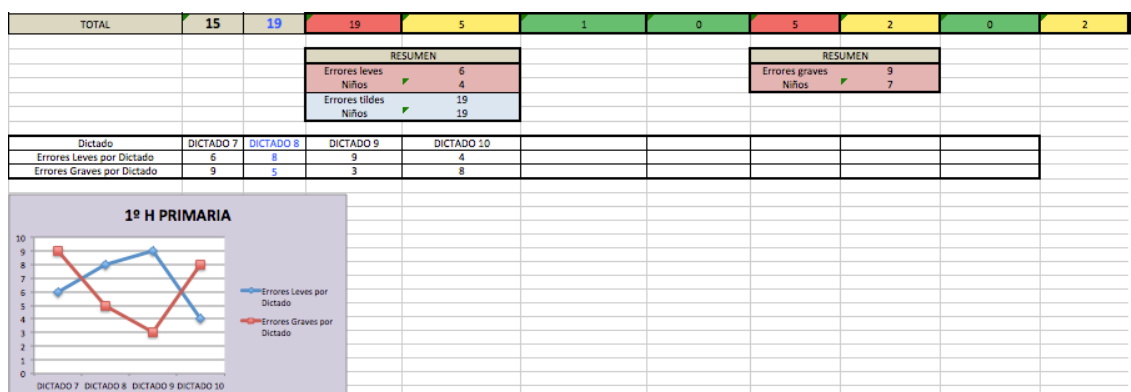 TOTAL 15 19 19 5 1 0 5 2 0 2
RESUMEN RESUMEN
Errores leves 6 Errores graves 9
Niños 4 Niños 7
Errores tildes 19
Niños 19
Dictado DICTADO 7 DICTADO 8 DICTADO 9 DICTADO 10
Errores Leves por Dictado 6 8 9 4
Errores Graves por Dictado 9 5 3 8
1º H PRIMARIA
10
9
8
7
6
5
4
3
2
1
0
DICTADO 7 DICTADO 8 DICTADO 9 DICTADO 10
Errores Leves por
Dictado
Errores Graves por
Dictado